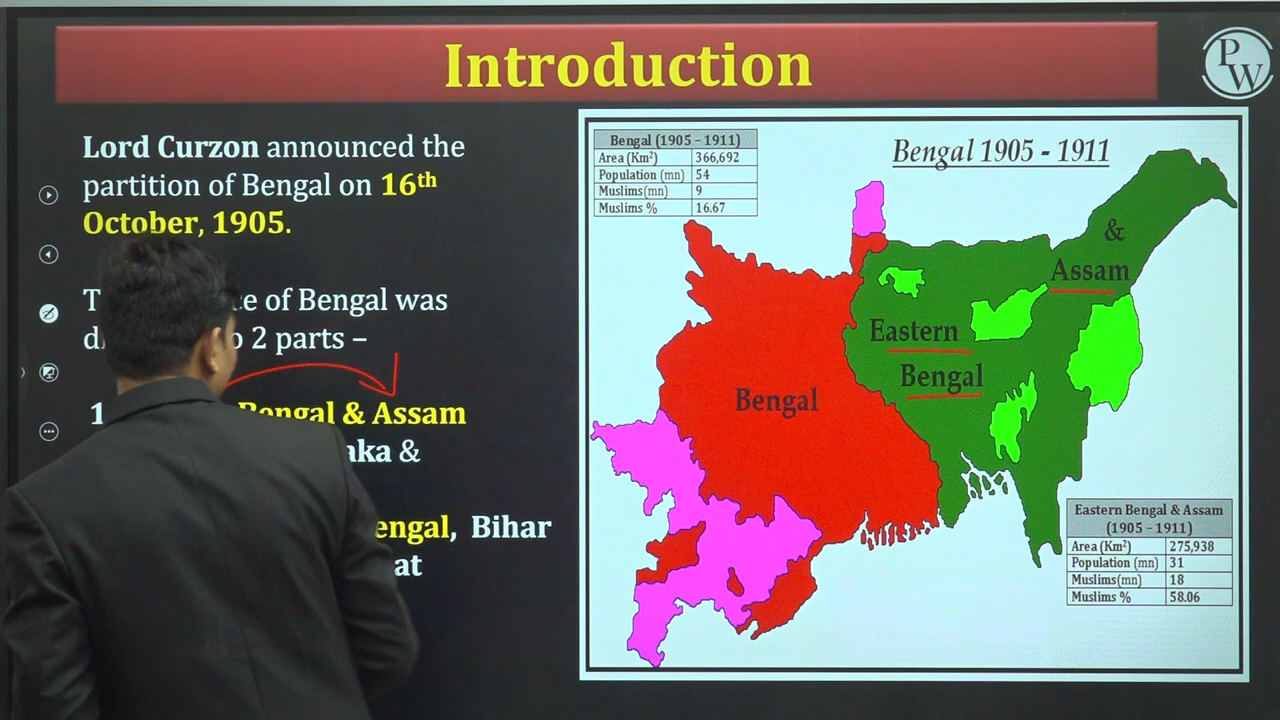 Introduction
PW
Lord Curzon announced the
partition of Bengal on 16th
October, 1905.
ce of Bengal was
2 parts –
1
Bengal & Assam
aka &
engal, Bihar
at
Bengal 1905 - 1911
Bengal (1905 – 1911)
Area (Km²) 366,692
Population (mn) 54
Muslims(mn) 9
Muslims % 16.67
&
Assam
Eastern
Bengal
Bengal
Eastern Bengal & Assam
(1905 – 1911)
Area (Km²) 275,938
Population (mn) 31
Muslims(mn) 18
Muslims % 58.06